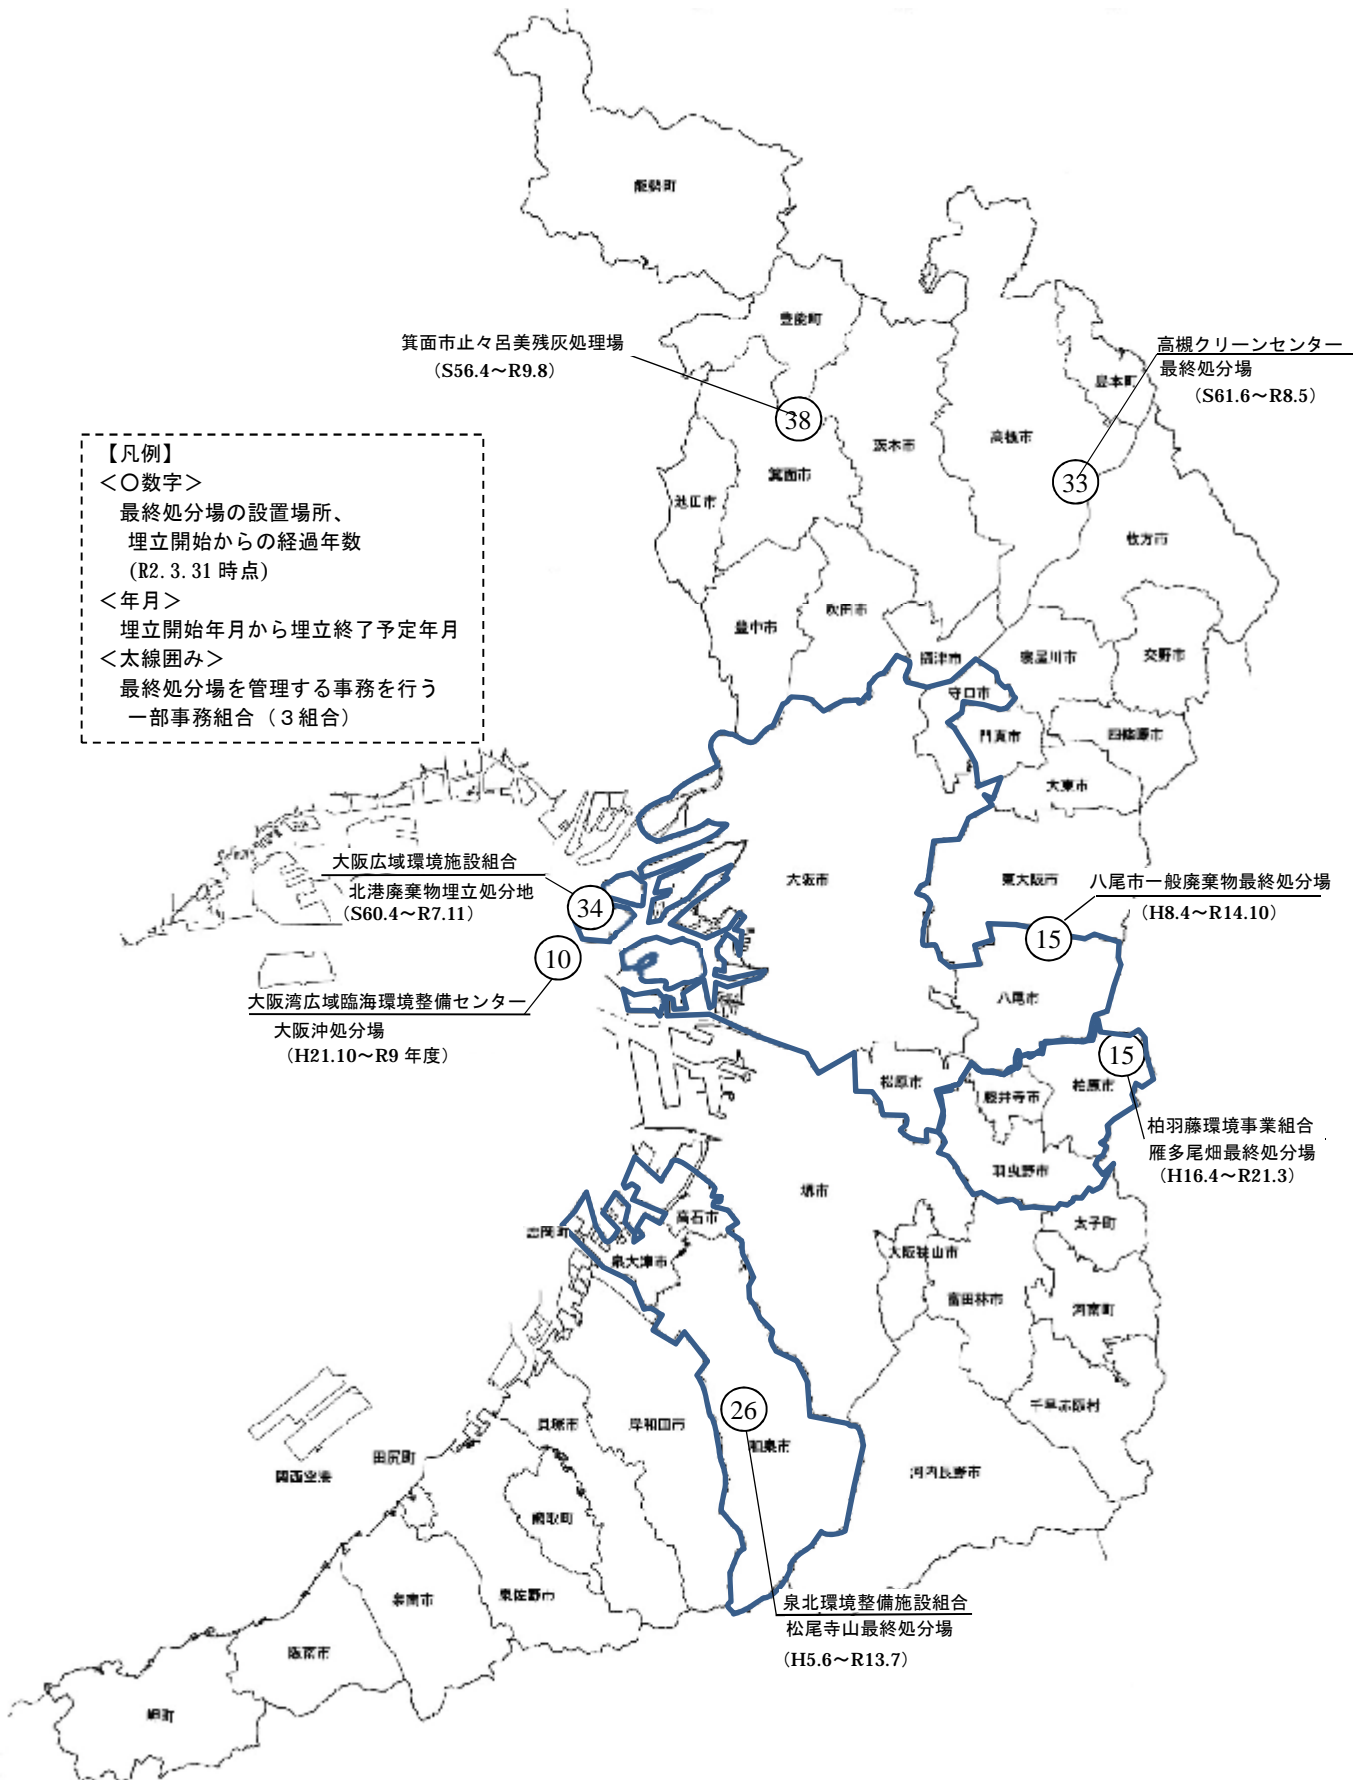 能勢町
豊能町
箕面市止々呂美残灰処理場
（S56.4～R9.8）
38
高槻クリーンセンター
最終処分場
（S61.6～R8.5）
島本町
33
茨木市
高槻市
箕面市
池田市
枚方市
【凡例】
＜〇数字＞
最終処分場の設置場所、
埋立開始からの経過年数
(R2.3.31 時点)
＜年月＞
埋立開始年月から埋立終了予定年月
＜太線囲み＞
最終処分場を管理する事務を行う
一部事務組合（３組合）
豊中市
吹田市
摂津市
寝屋川市
交野市
守口市
門真市
四條畷市
大東市
大阪市
東大阪市
大阪広域環境施設組合
北港廃棄物埋立処分地
（S60.4～R7.11）
34
10
大阪湾広域臨海環境整備センター
大阪沖処分場
（H21.10～R9 年度）
八尾市一般廃棄物最終処分場
（H8.4～R14.10）
15
八尾市
15
松原市
藤井寺市
柏原市
柏羽藤環境事業組合
雁多尾畑最終処分場
（H16.4～R21.3）
羽曳野市
堺市
高石市
忠岡町
泉大津市
太子町
大阪狭山市
富田林市
河南町
千早赤阪村
26
和泉市
岸和田市
貝塚市
河内長野市
田尻町
関西空港
熊取町
泉佐野市
泉南市
阪南市
岬町
泉北環境整備施設組合
松尾寺山最終処分場
（H5.6～R13.7）